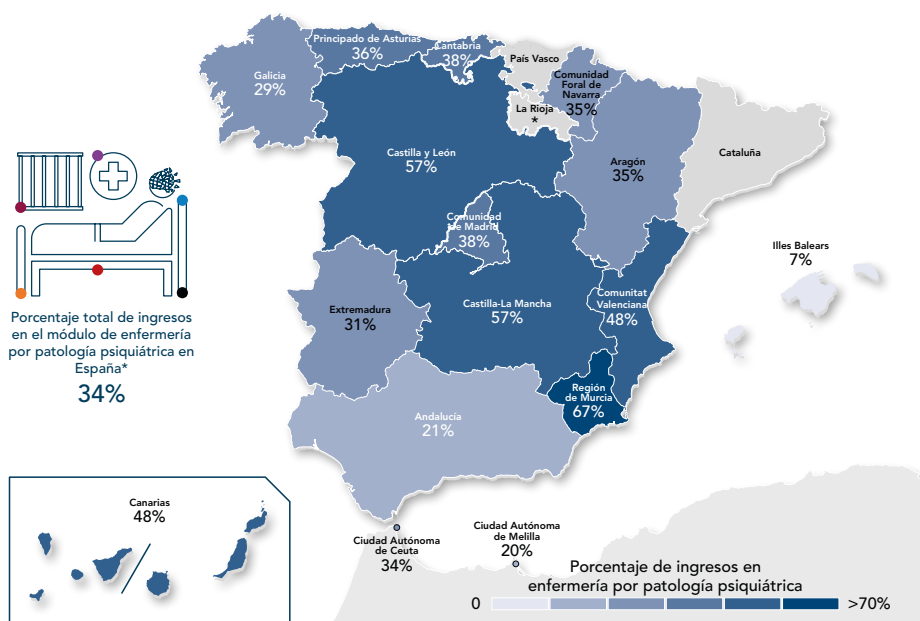 Principado de Asturias
36%
Cantabria
38%
País Vasco
Galicia
29%
Comunidad
Foral de
Navarra
35%
La Rioja
*
Castilla y León
57%
Aragón
35%
Cataluña
Comunidad
de Madrid
38%
Illes Balears
7%
Porcentaje total de ingresos
en el módulo de enfermería
por patología psiquiátrica en
España*
34%
Extremadura
31%
Castilla-La Mancha
57%
Comunitat
Valenciana
48%
Región
de Murcia
67%
Andalucía
21%
Canarias
48%
Ciudad Autónoma
de Ceuta
34%
Ciudad Autónoma
de Melilla
20%
Porcentaje de ingresos en
enfermería por patología psiquiátrica
0 >70%